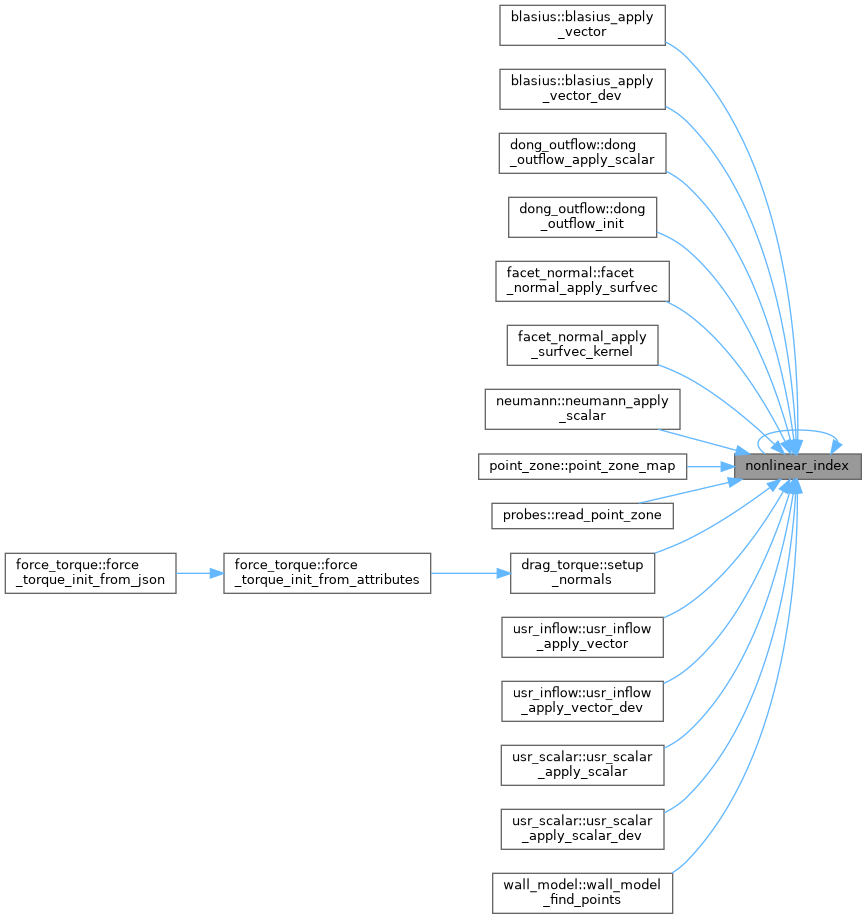 blasius::blasius_apply
_vector
blasius::blasius_apply
_vector_dev
dong_outflow::dong
_outflow_apply_scalar
dong_outflow::dong
_outflow_init
facet_normal::facet
_normal_apply_surfvec
facet_normal_apply
_surfvec_kernel
neumann::neumann_apply
_scalar
point_zone::point_zone_map
nonlinear_index
probes::read_point_zone
force_torque::force
_torque_init_from_json
force_torque::force
_torque_init_from_attributes
drag_torque::setup
_normals
usr_inflow::usr_inflow
_apply_vector
usr_inflow::usr_inflow
_apply_vector_dev
usr_scalar::usr_scalar
_apply_scalar
usr_scalar::usr_scalar
_apply_scalar_dev
wall_model::wall_model
_find_points